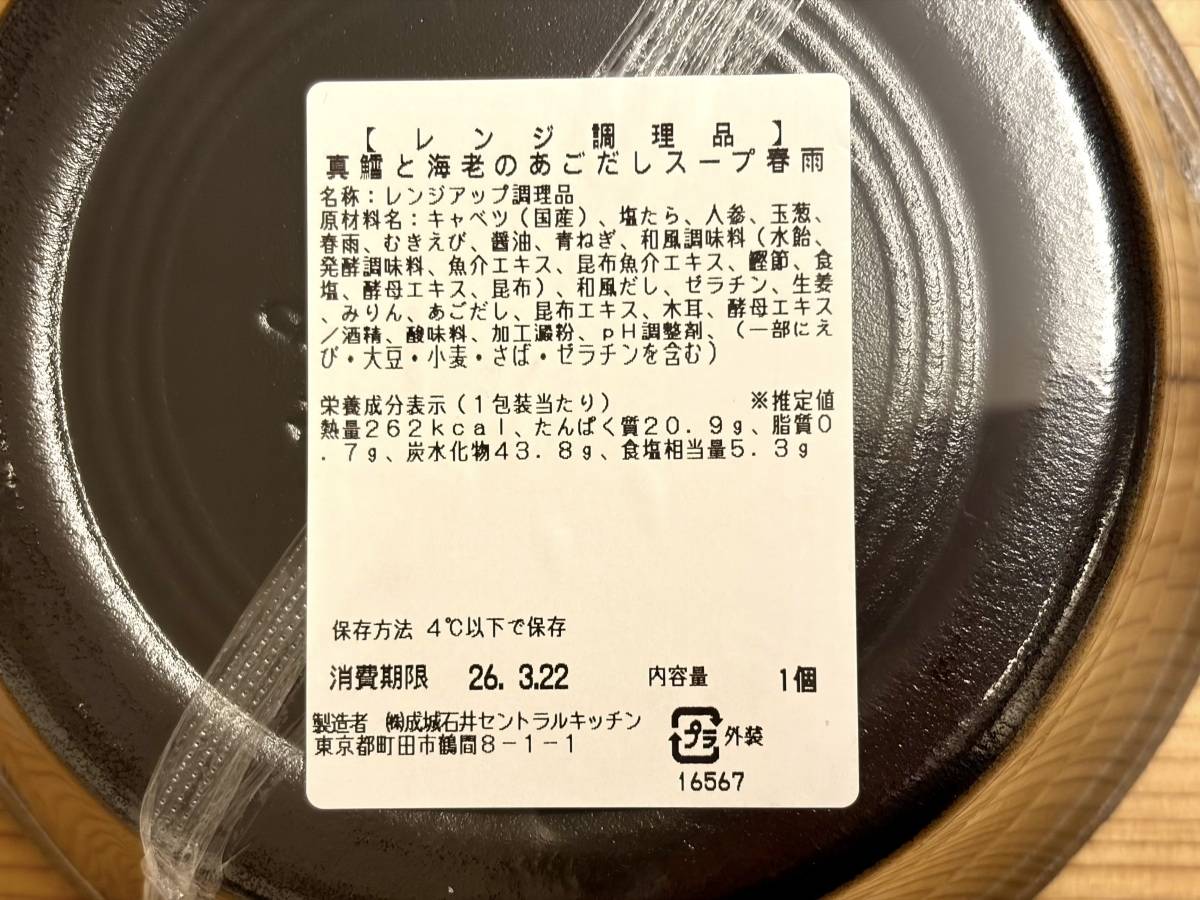 【レンジ調理品】
真鱈と海老のあごだしスープ春雨
名称：レンジアップ調理品
原材料名：キャベツ（国産）、塩たら、人参、玉葱、
春雨、むきえび、醤油、青ねぎ、和風調味料（水飴、
発酵調味料、魚介エキス、昆布魚介エキス、鰹節、食
塩、酵母エキス、昆布）、和風だし、ゼラチン、生姜
、みりん、あごだし、昆布エキス、木耳、酵母エキス
／酒精、酸味料、加工澱粉、ｐＨ調整剤、（一部にえ
び・大豆・小麦・さば・ゼラチンを含む）
栄養成分表示（１包装当たり） ※推定値
熱量２６２ｋｃａｌ、たんぱく質２０．９ｇ、脂質０
．７ｇ、炭水化物４３．８ｇ、食塩相当量５．３ｇ
保存方法 4℃以下で保存
消費期限 26. 3.22 内容量 1個
製造者 ㈱成城石井セントラルキッチン
東京都町田市鶴間８－１－１
プラ 外装
16567